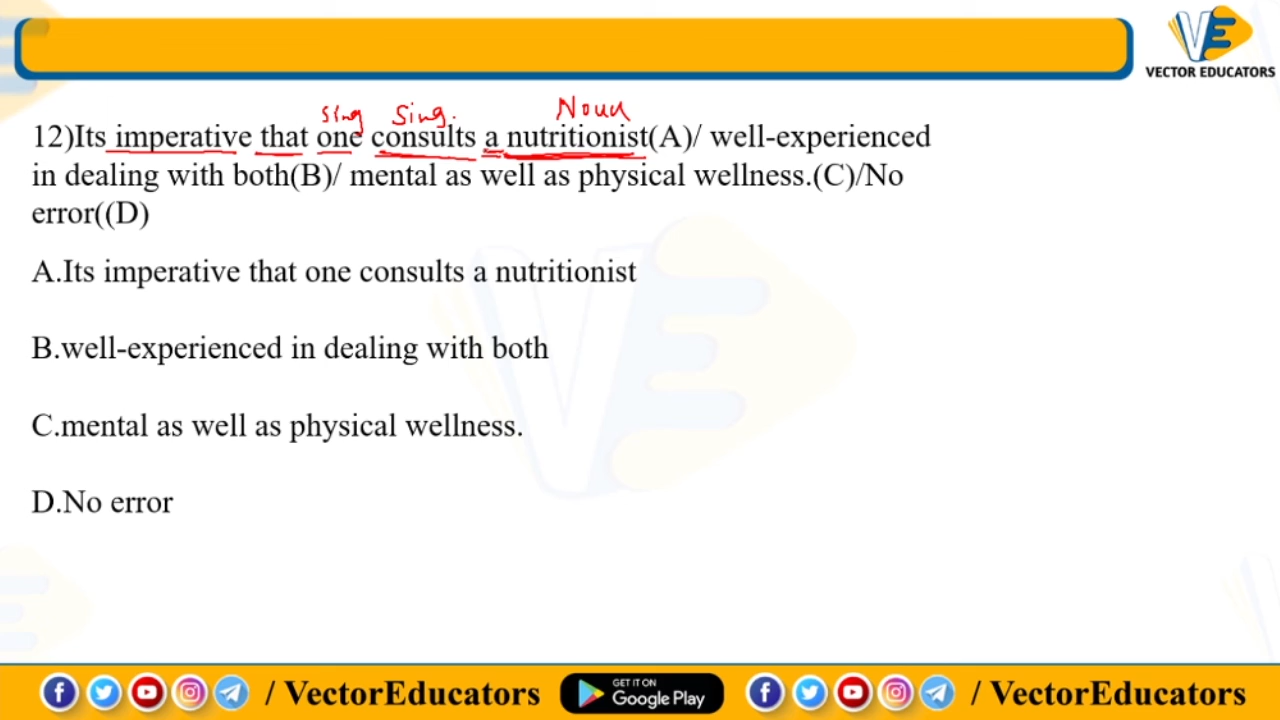 VECTOR EDUCATORS
sing Sing. Noun
12)Its imperative that one consults a nutritionist(A)/ well-experienced
in dealing with both(B)/ mental as well as physical wellness.(C)/No
error((D)
A.Its imperative that one consults a nutritionist
B.well-experienced in dealing with both
C.mental as well as physical wellness.
D.No error
/ VectorEducators GET IT ON Google Play / VectorEducators